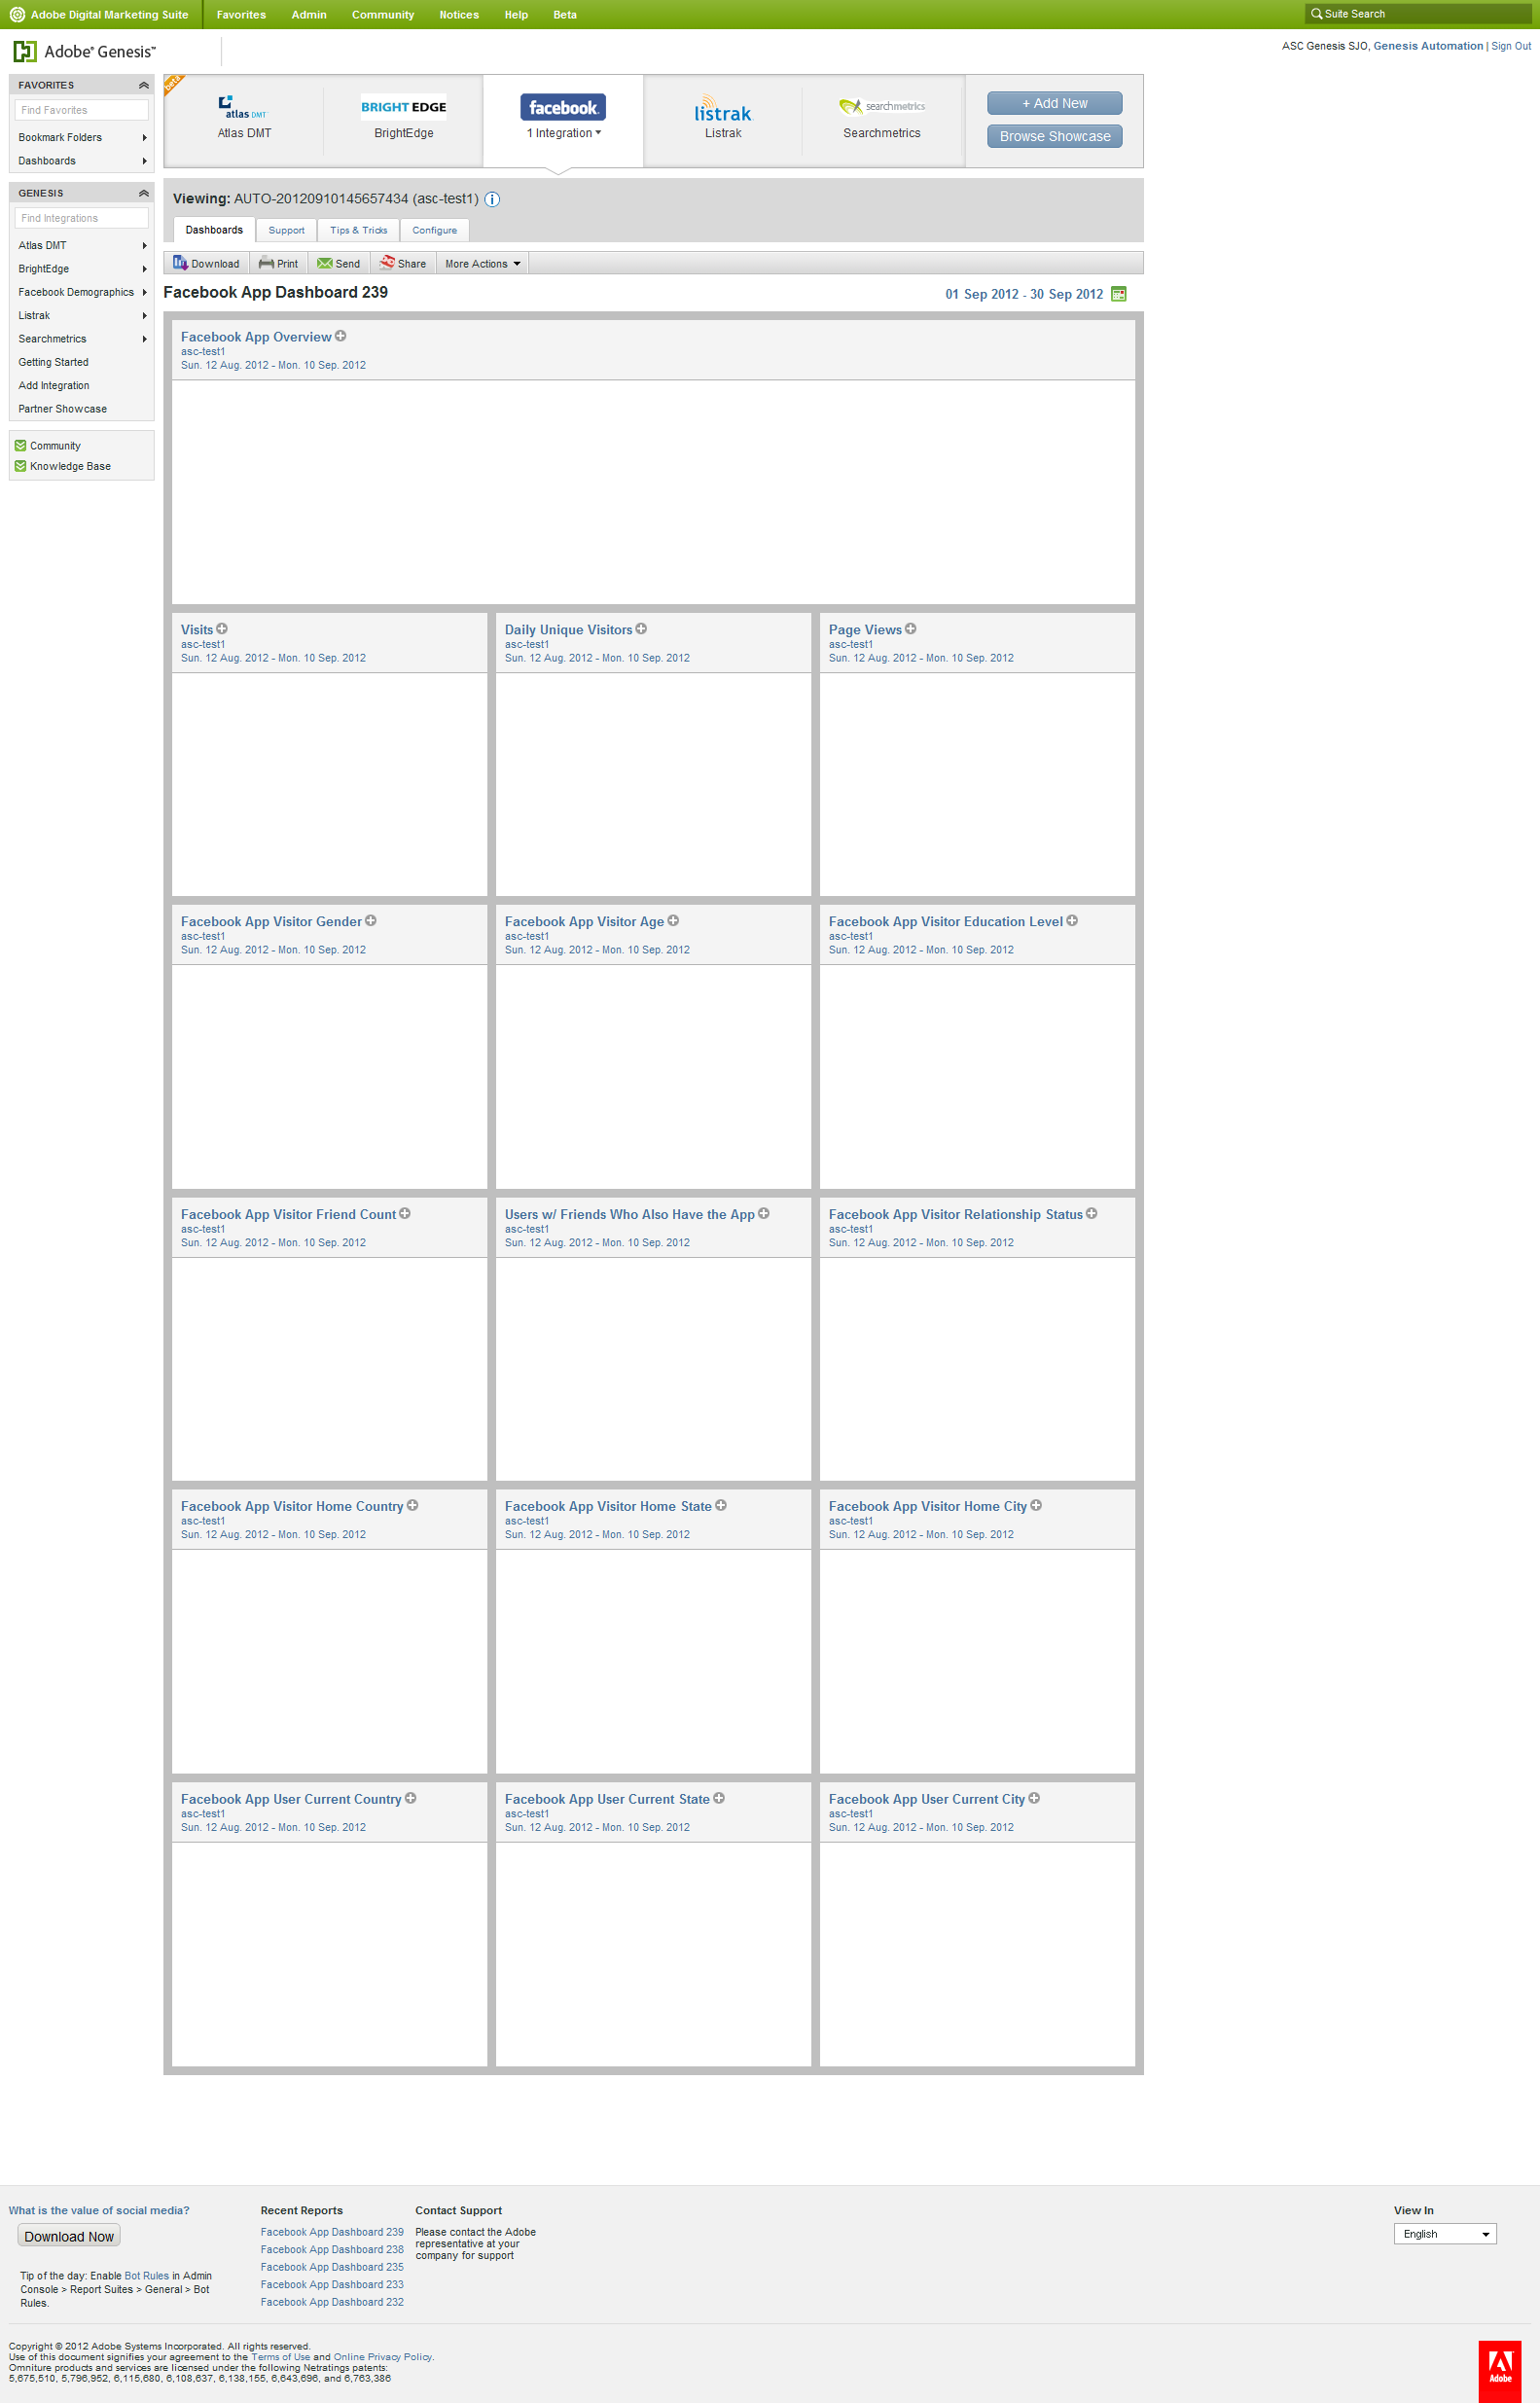 Adobe Digital Marketing Suite Favorites Admin Community Notices Help Beta Suite Search
Adobe® Genesis™ ASC Genesis SJO, Genesis Automation | Sign Out
FAVORITES
Find Favorites
Bookmark Folders
Dashboards
GENESIS
Find Integrations
Atlas DMT
BrightEdge
Facebook Demographics
Listrak
Searchmetrics
Getting Started
Add Integration
Partner Showcase
Community
Knowledge Base
beta
atlas DMT BRIGHT EDGE facebook. listrak searchmetrics + Add New
Atlas DMT BrightEdge 1 Integration Listrak Searchmetrics Browse Showcase
Viewing: AUTO-20120910145657434 (asc-test1)
Dashboards Support Tips & Tricks Configure
Download Print Send Share More Actions
Facebook App Dashboard 239 01 Sep 2012 - 30 Sep 2012
Facebook App Overview
asc-test1
Sun. 12 Aug. 2012 - Mon. 10 Sep. 2012
Visits Daily Unique Visitors Page Views
asc-test1 asc-test1 asc-test1
Sun. 12 Aug. 2012 - Mon. 10 Sep. 2012 Sun. 12 Aug. 2012 - Mon. 10 Sep. 2012 Sun. 12 Aug. 2012 - Mon. 10 Sep. 2012
Facebook App Visitor Gender Facebook App Visitor Age Facebook App Visitor Education Level
asc-test1 asc-test1 asc-test1
Sun. 12 Aug. 2012 - Mon. 10 Sep. 2012 Sun. 12 Aug. 2012 - Mon. 10 Sep. 2012 Sun. 12 Aug. 2012 - Mon. 10 Sep. 2012
Facebook App Visitor Friend Count Users w/ Friends Who Also Have the App Facebook App Visitor Relationship Status
asc-test1 asc-test1 asc-test1
Sun. 12 Aug. 2012 - Mon. 10 Sep. 2012 Sun. 12 Aug. 2012 - Mon. 10 Sep. 2012 Sun. 12 Aug. 2012 - Mon. 10 Sep. 2012
Facebook App Visitor Home Country Facebook App Visitor Home State Facebook App Visitor Home City
asc-test1 asc-test1 asc-test1
Sun. 12 Aug. 2012 - Mon. 10 Sep. 2012 Sun. 12 Aug. 2012 - Mon. 10 Sep. 2012 Sun. 12 Aug. 2012 - Mon. 10 Sep. 2012
Facebook App User Current Country Facebook App User Current State Facebook App User Current City
asc-test1 asc-test1 asc-test1
Sun. 12 Aug. 2012 - Mon. 10 Sep. 2012 Sun. 12 Aug. 2012 - Mon. 10 Sep. 2012 Sun. 12 Aug. 2012 - Mon. 10 Sep. 2012
What is the value of social media?
Download Now
Tip of the day: Enable Bot Rules in Admin
Console > Report Suites > General > Bot
Rules.
Recent Reports
Facebook App Dashboard 239
Facebook App Dashboard 238
Facebook App Dashboard 235
Facebook App Dashboard 233
Facebook App Dashboard 232
Contact Support
Please contact the Adobe
representative at your
company for support
View In
English
Copyright © 2012 Adobe Systems Incorporated. All rights reserved.
Use of this document signifies your agreement to the Terms of Use and Online Privacy Policy.
Omniture products and services are licensed under the following Netratings patents:
5,675,510, 5,796,952, 6,115,680, 6,108,637, 6,138,155, 6,643,696, and 6,763,386
Adobe